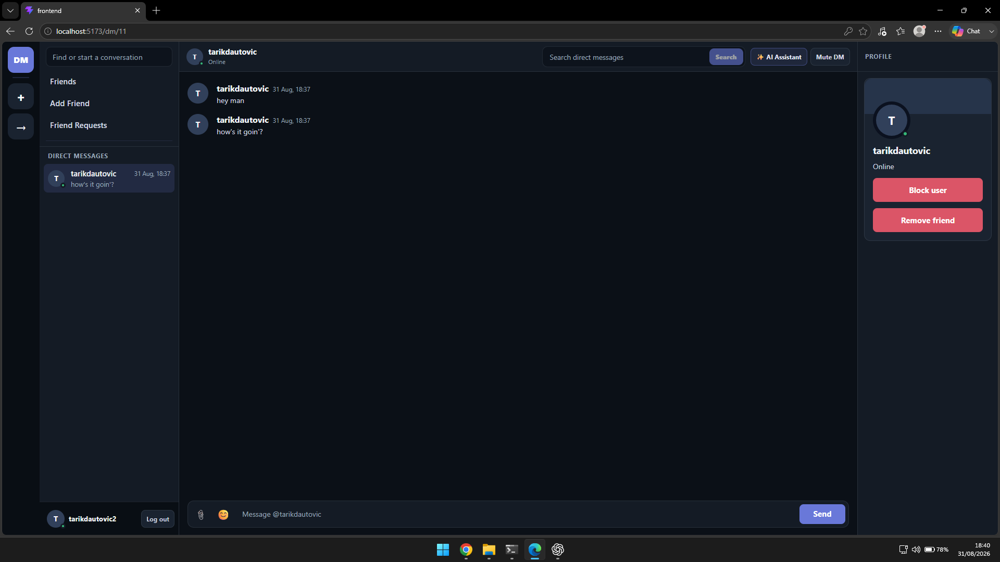 frontend
localhost:5173/dm/11
Chat
DM
+
→
Find or start a conversation
Friends
Add Friend
Friend Requests
DIRECT MESSAGES
T
tarikdautovic 31 Aug, 18:37
how's it goin'?
T
tarikdautovic2
Log out
T
tarikdautovic
Online
Search direct messages
Search
✨ AI Assistant
Mute DM
T
tarikdautovic 31 Aug, 18:37
hey man
T
tarikdautovic 31 Aug, 18:37
how's it goin'?
Message @tarikdautovic
Send
PROFILE
T
tarikdautovic
Online
Block user
Remove friend
78%
18:40
31/08/2026